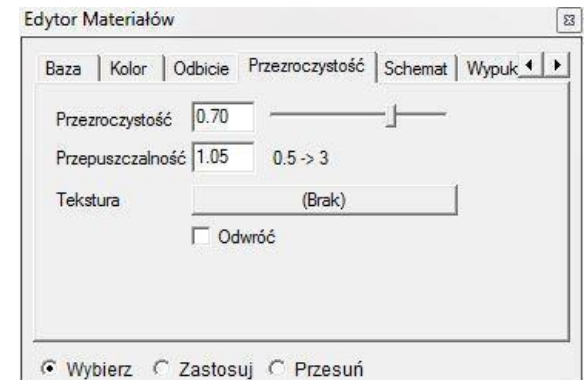 Edytor Materiałów
Baza Kolor Odbicie Przezroczystość Schemat Wypuk
Przezroczystość 0.70
Przepuszczalność 1.05 0.5 -> 3
Tekstura (Brak)
Odwróć
Wybierz Zastosuj Przesuń